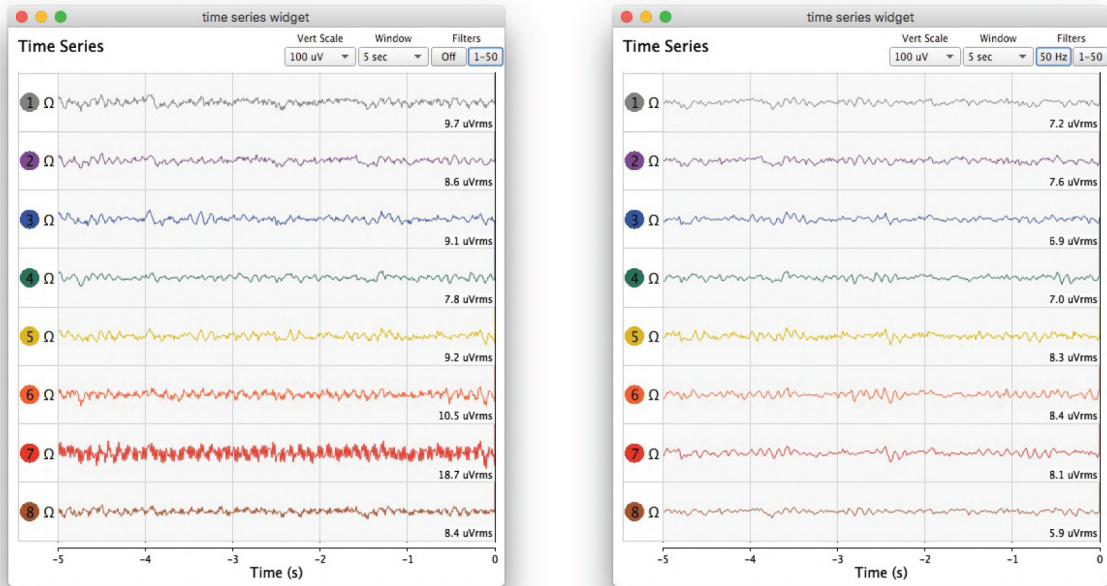 time series widget
Time Series
Vert Scale Window Filters
100 uV 5 sec Off 1-50
1 Ω
9.7 uVrms
2 Ω
8.6 uVrms
3 Ω
9.1 uVrms
4 Ω
7.8 uVrms
5 Ω
9.2 uVrms
6 Ω
10.5 uVrms
7 Ω
18.7 uVrms
8 Ω
8.4 uVrms
-5 -4 -3 -2 -1 0
Time (s)
time series widget
Time Series
Vert Scale Window Filters
100 uV 5 sec 50 Hz 1-50
1 Ω
7.2 uVrms
2 Ω
7.6 uVrms
3 Ω
6.9 uVrms
4 Ω
7.0 uVrms
5 Ω
8.3 uVrms
6 Ω
8.4 uVrms
7 Ω
8.1 uVrms
8 Ω
5.9 uVrms
-5 -4 -3 -2 -1 0
Time (s)